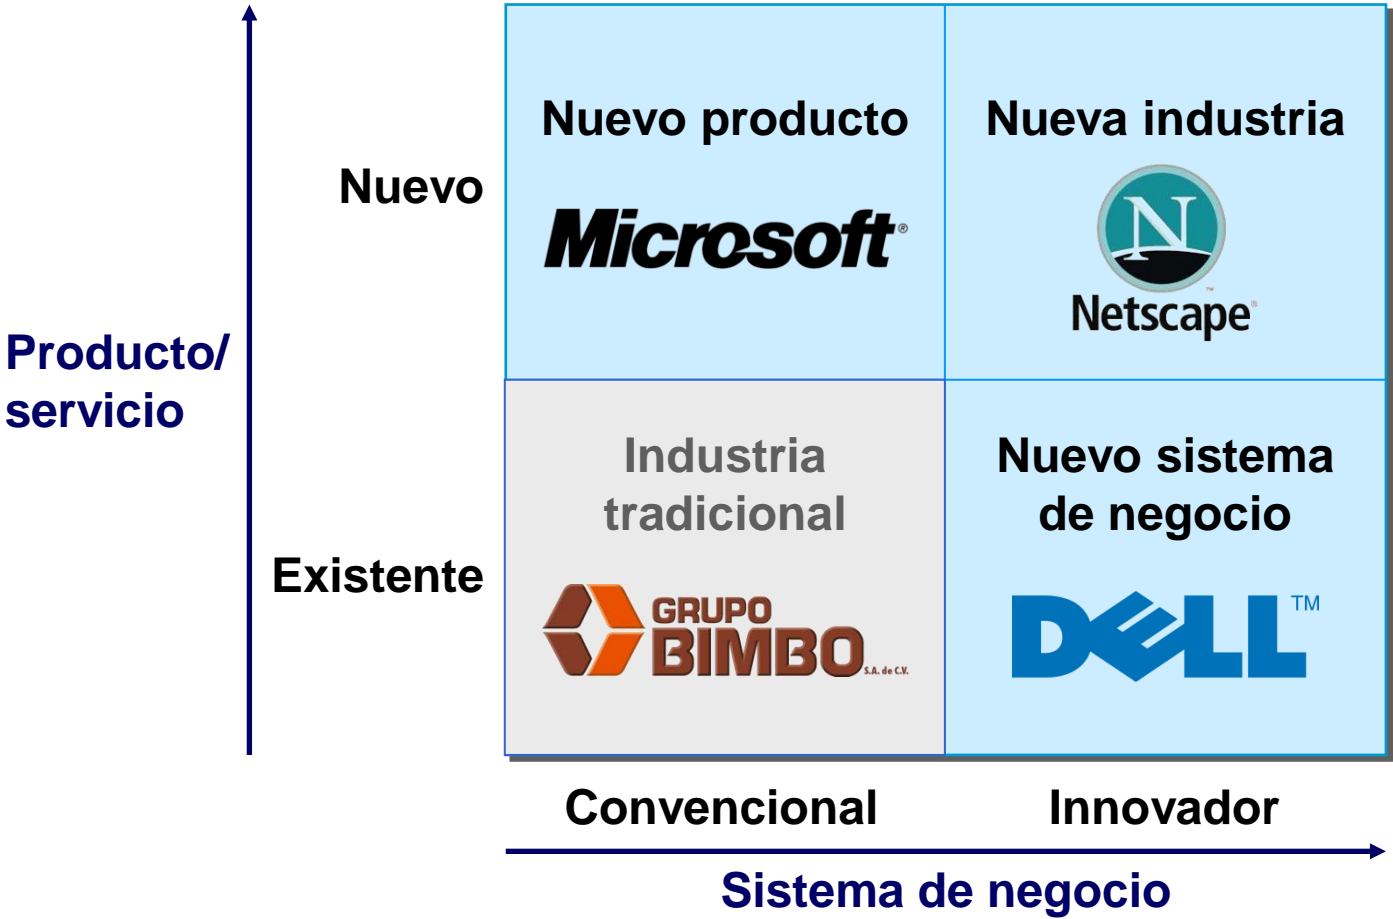 Nuevo producto
Nueva industria
Nuevo
Microsoft®
N
Netscape®
™
Producto/
servicio
Industria
tradicional
Nuevo sistema
de negocio
Existente
GRUPO
BIMBO
S.A. de C.V.
DELL™
Convencional
Innovador
Sistema de negocio